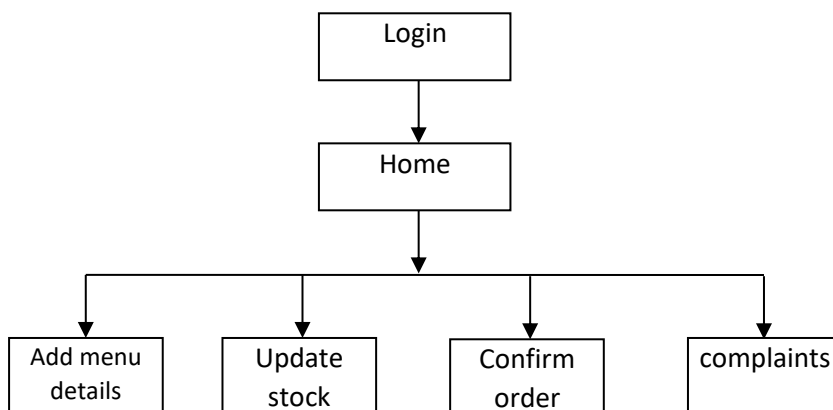 Login
Home
Add menu
details
Update
stock
Confirm
order
complaints